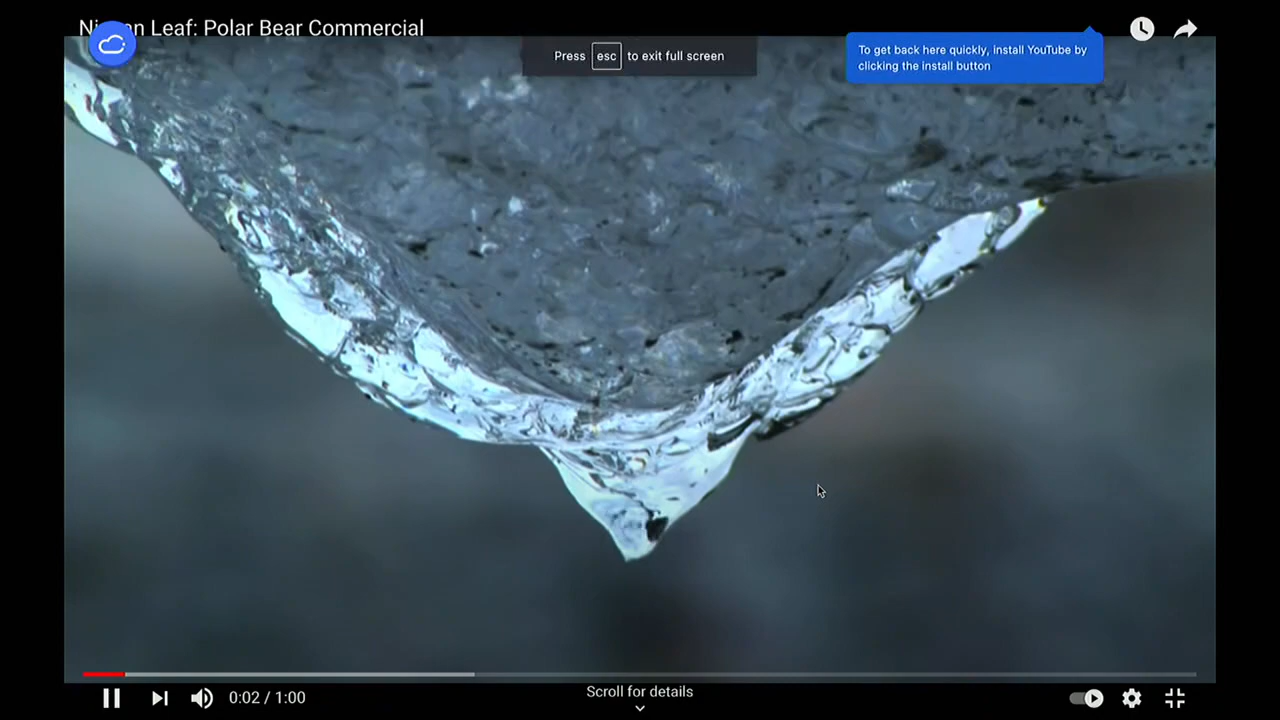 Nissan Leaf: Polar Bear Commercial
Press esc to exit full screen
To get back here quickly, install YouTube by
clicking the install button
0:02 / 1:00
Scroll for details